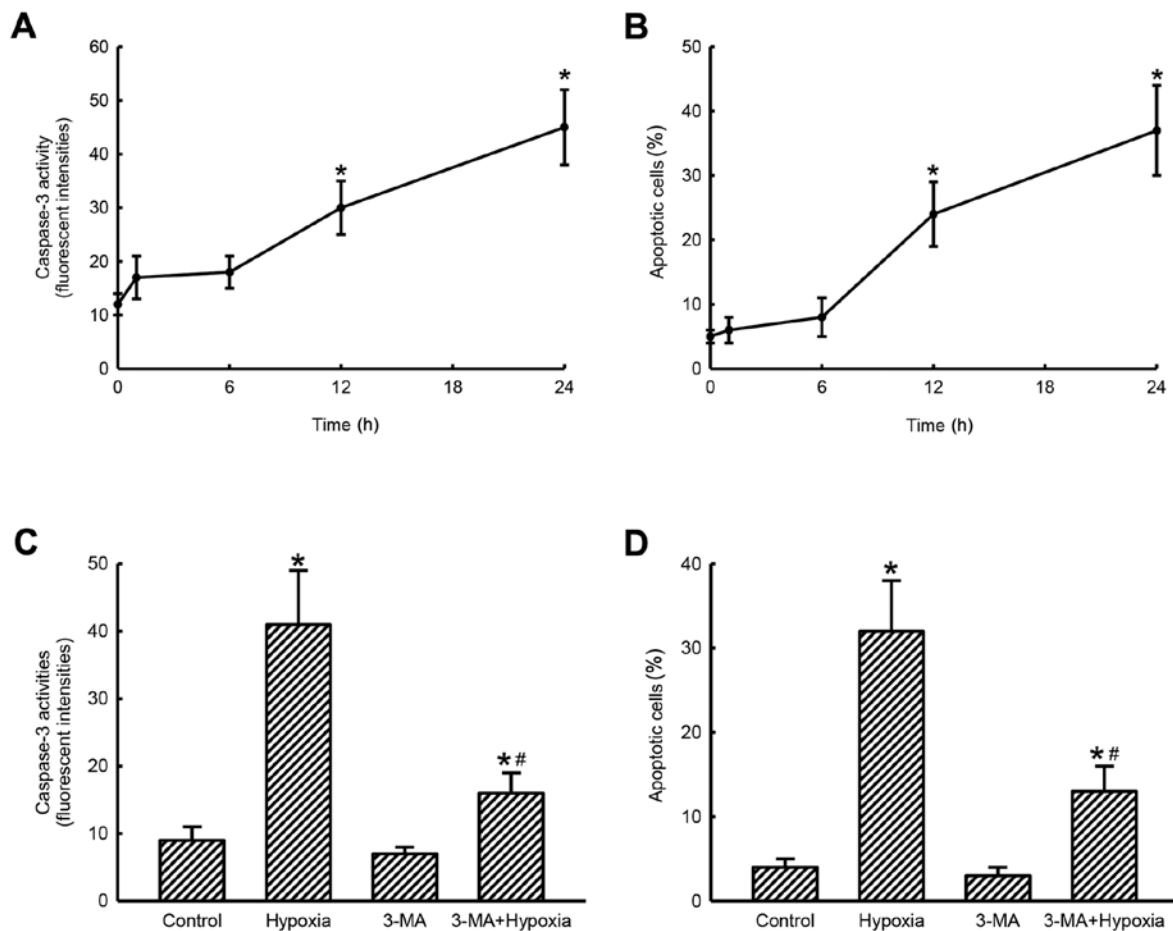 A
60
50
40
30
20
10
0
Caspase-3 activity
(fluorescent intensities)
*
*
0 6 12 18 24
Time (h)
B
50
40
30
20
10
0
Apoptotic cells (%)
*
*
0 6 12 18 24
Time (h)
C
50
40
30
20
10
0
Caspase-3 activities
(fluorescent intensities)
*
*#
Control Hypoxia 3-MA 3-MA+Hypoxia
D
40
30
20
10
0
Apoptotic cells (%)
*
*#
Control Hypoxia 3-MA 3-MA+Hypoxia